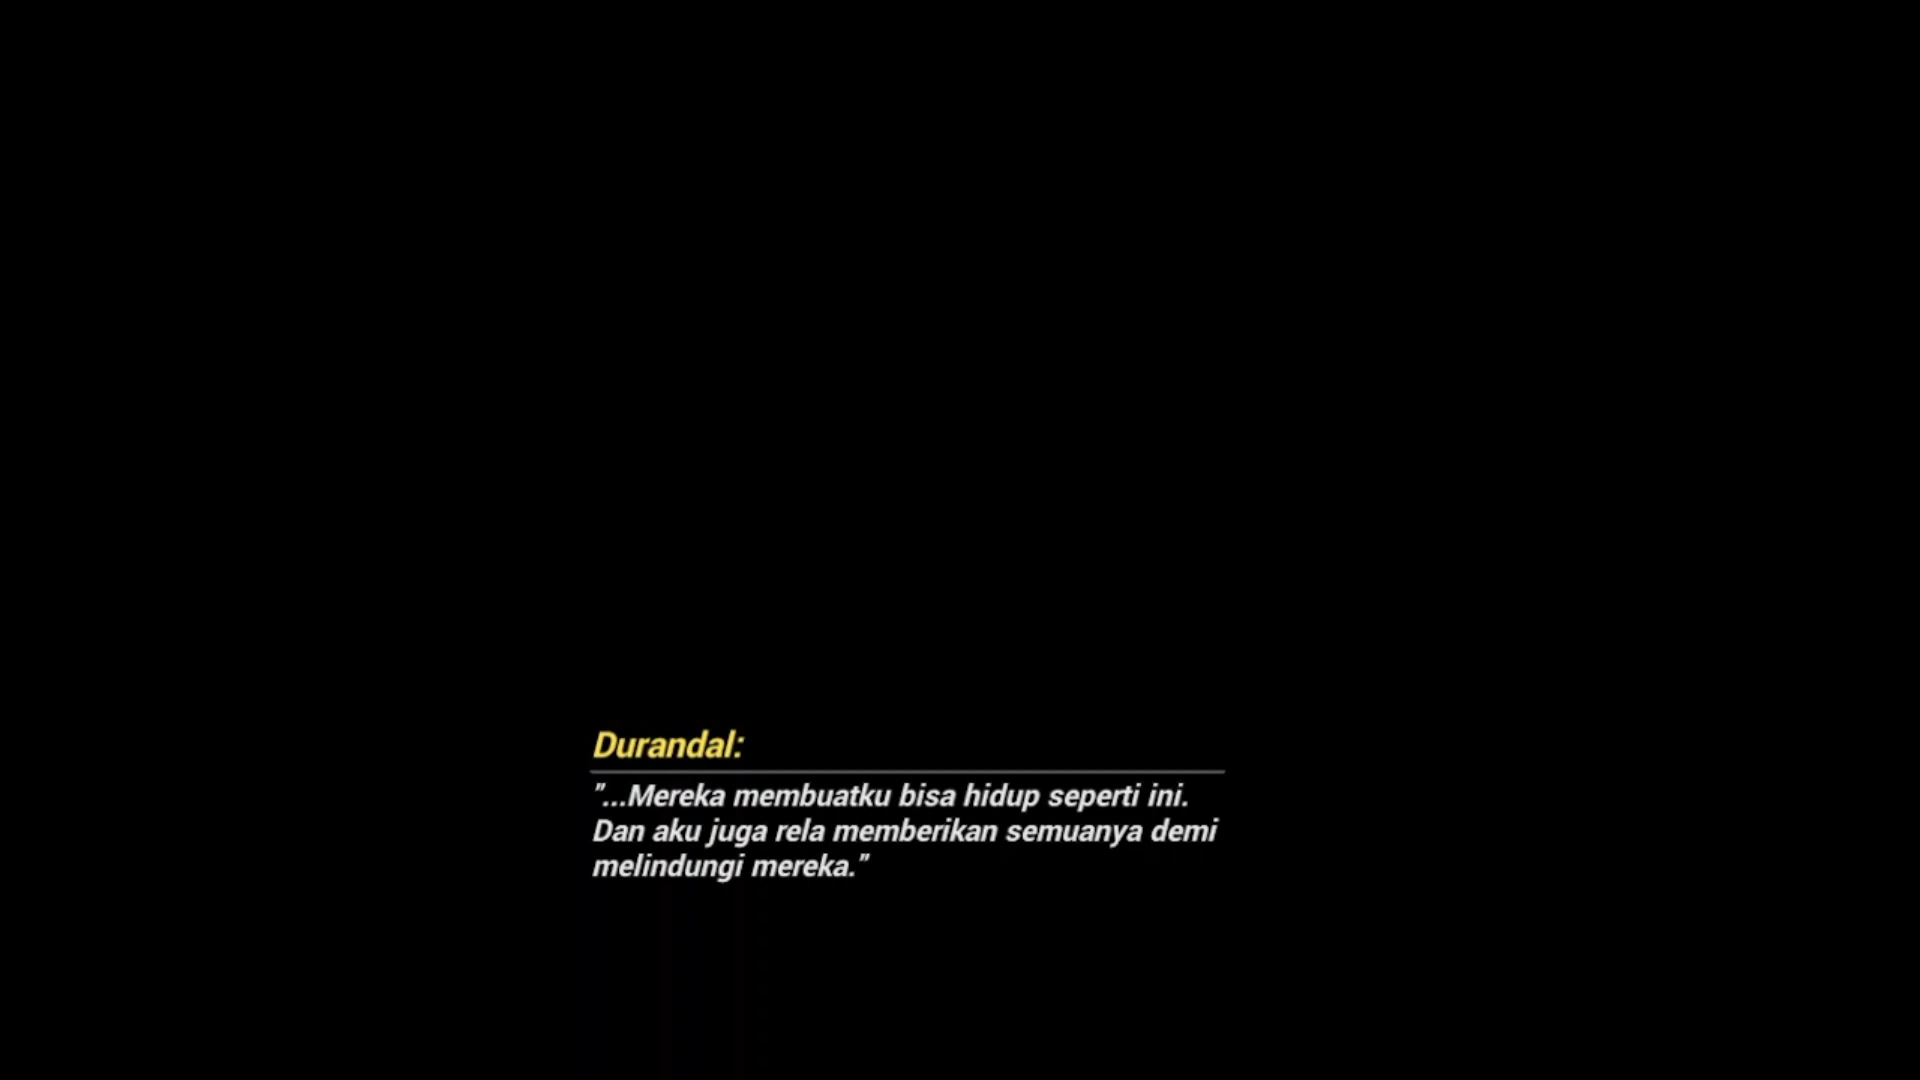 Durandal:
"...Mereka membuatku bisa hidup seperti ini.
Dan aku juga rela memberikan semuanya demi
melindungi mereka."